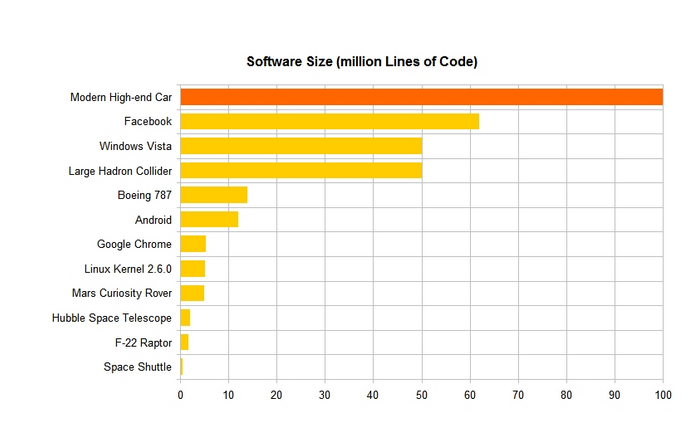 Software Size (million Lines of Code)
Modern High-end Car
Facebook
Windows Vista
Large Hadron Collider
Boeing 787
Android
Google Chrome
Linux Kernel 2.6.0
Mars Curiosity Rover
Hubble Space Telescope
F-22 Raptor
Space Shuttle
0 10 20 30 40 50 60 70 80 90 100